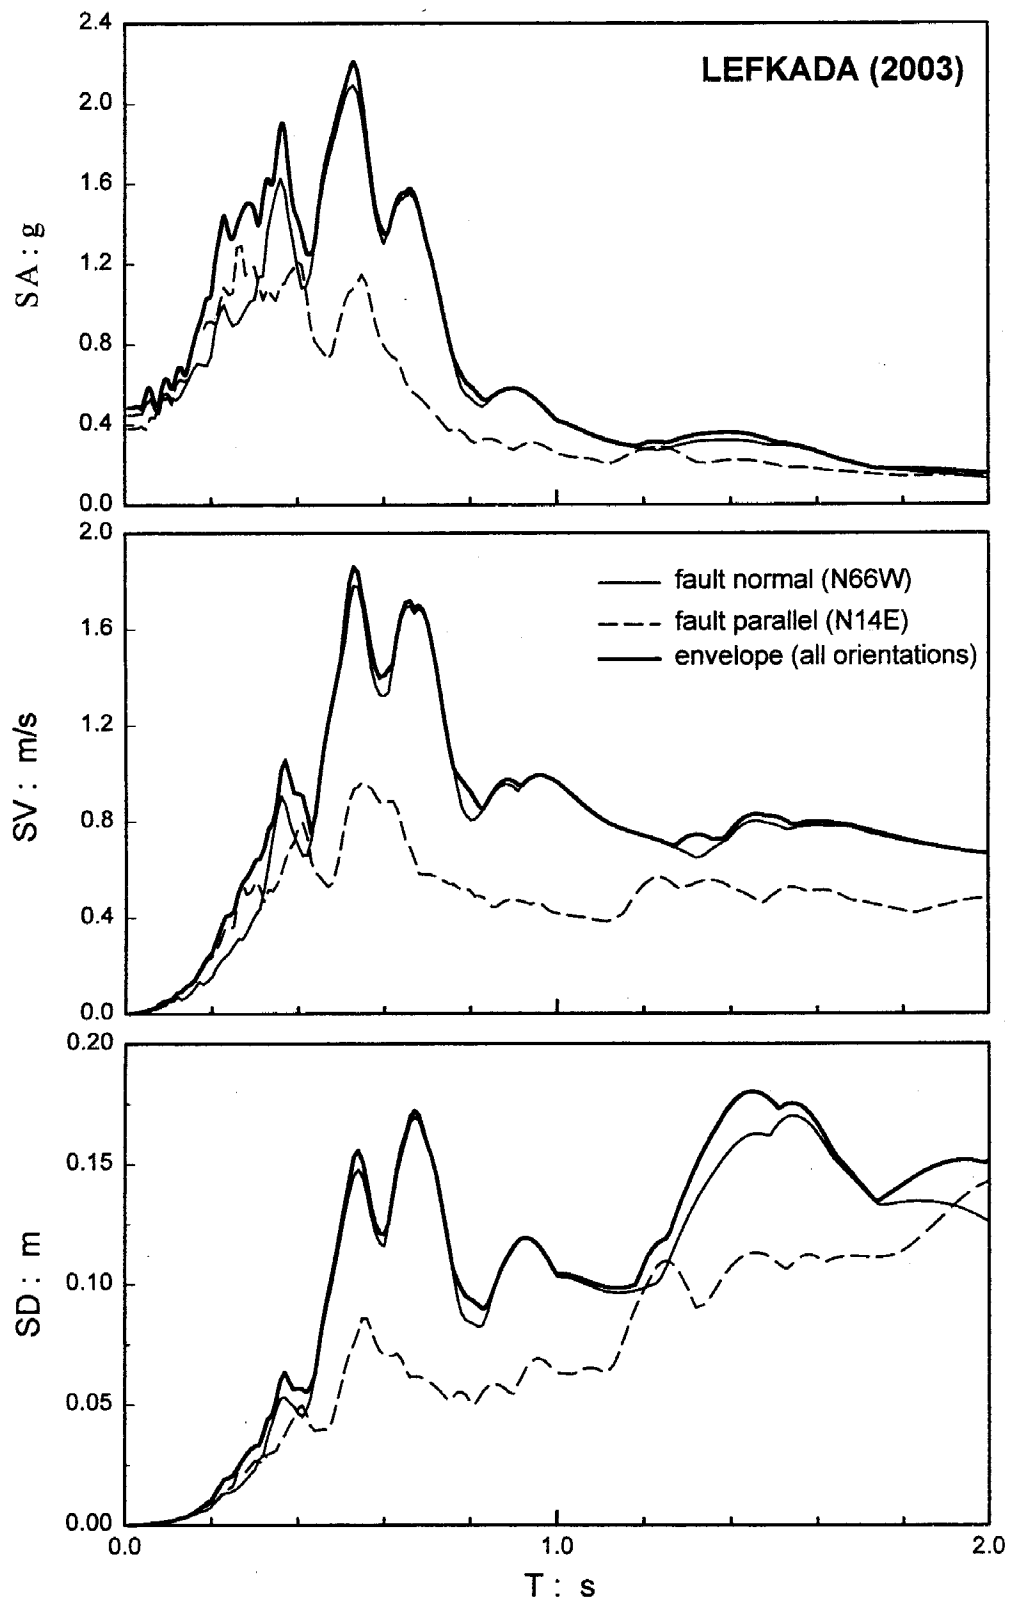 2.4
LEFKADA (2003)
2.0
1.6
SA : g
1.2
0.8
0.4
0.0
2.0
fault normal (N66W)
1.6
fault parallel (N14E)
envelope (all orientations)
1.2
SV : m/s
0.8
0.4
0.0
0.20
0.15
SD : m
0.10
0.05
0.00
0.0 1.0 2.0
T : s